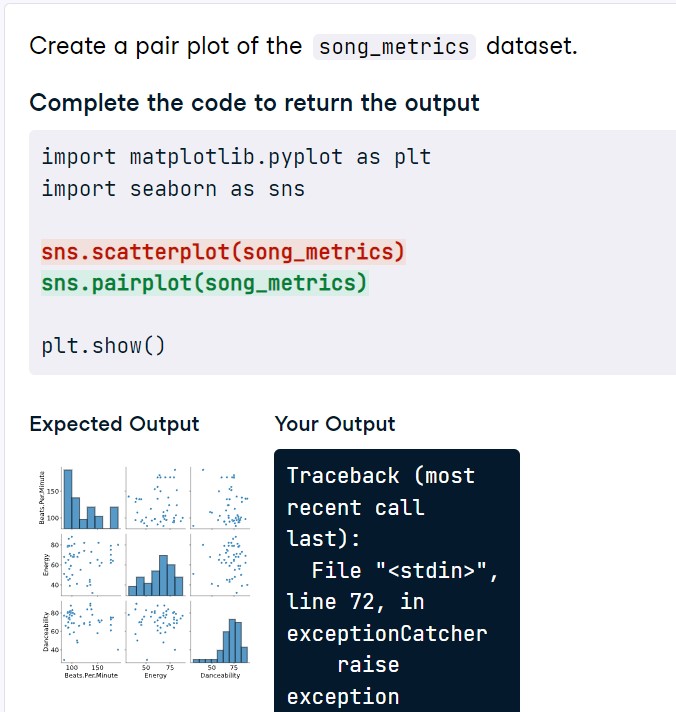 Create a pair plot of the song_metrics dataset.
Complete the code to return the output
import matplotlib.pyplot as plt
import seaborn as sns
sns.scatterplot(song_metrics)
sns.pairplot(song_metrics)
plt.show()
Expected Output
Your Output
Beats.Per.Minute
150
100
Energy
80
60
40
Danceability
80
60
40
100 150
50 75
50 75
Beats.Per.Minute
Energy
Danceability
Traceback (most
recent call
last):
File "<stdin>",
line 72, in
exceptionCatcher
raise
exception